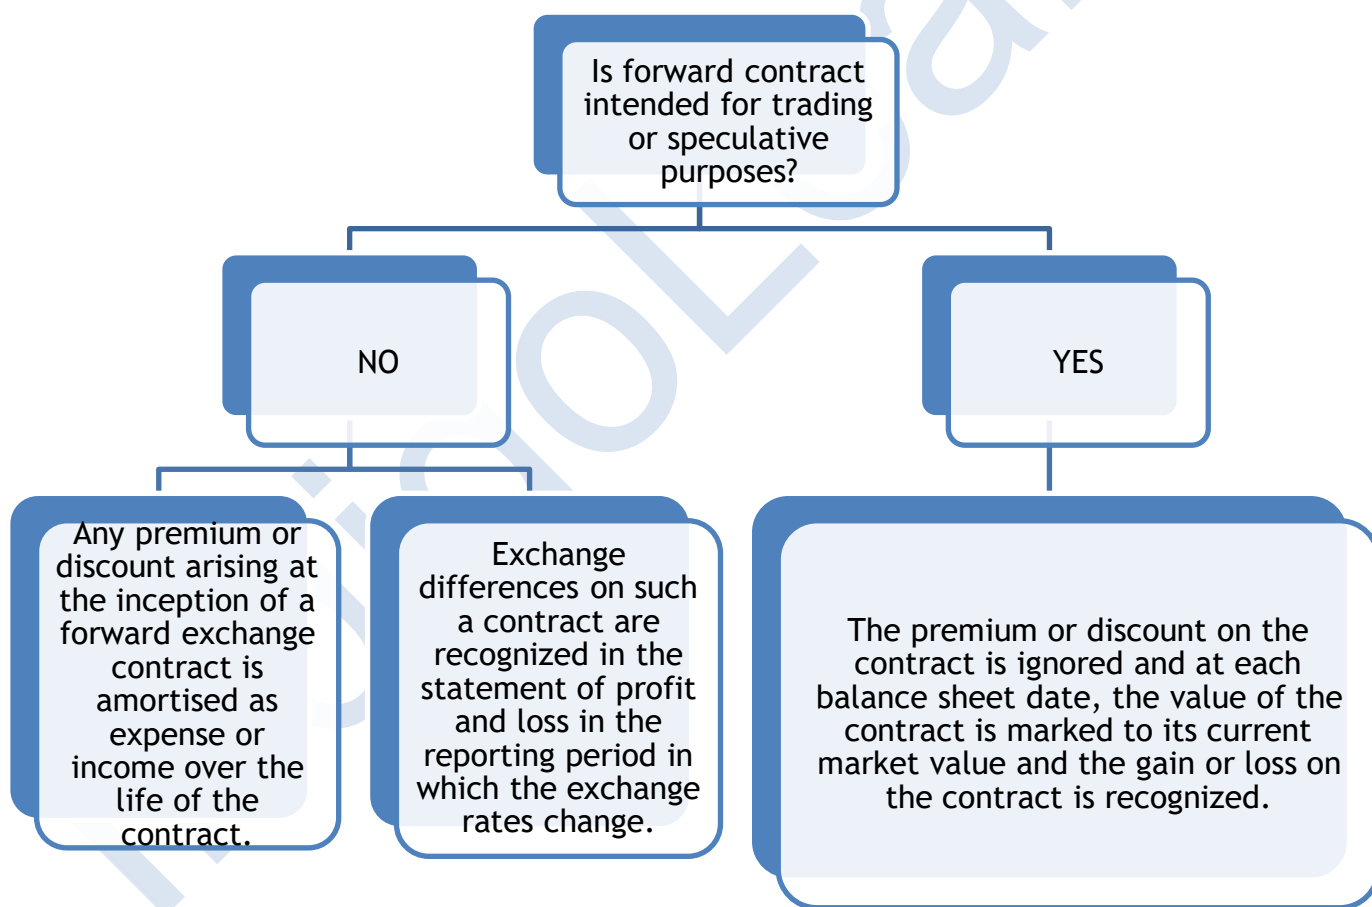 Is forward contract
intended for trading
or speculative
purposes?
NO
YES
Any premium or
discount arising at
the inception of a
forward exchange
contract is
amortised as
expense or
income over the
life of the
contract.
Exchange
differences on such
a contract are
recognized in the
statement of profit
and loss in the
reporting period in
which the exchange
rates change.
The premium or discount on the
contract is ignored and at each
balance sheet date, the value of the
contract is marked to its current
market value and the gain or loss on
the contract is recognized.